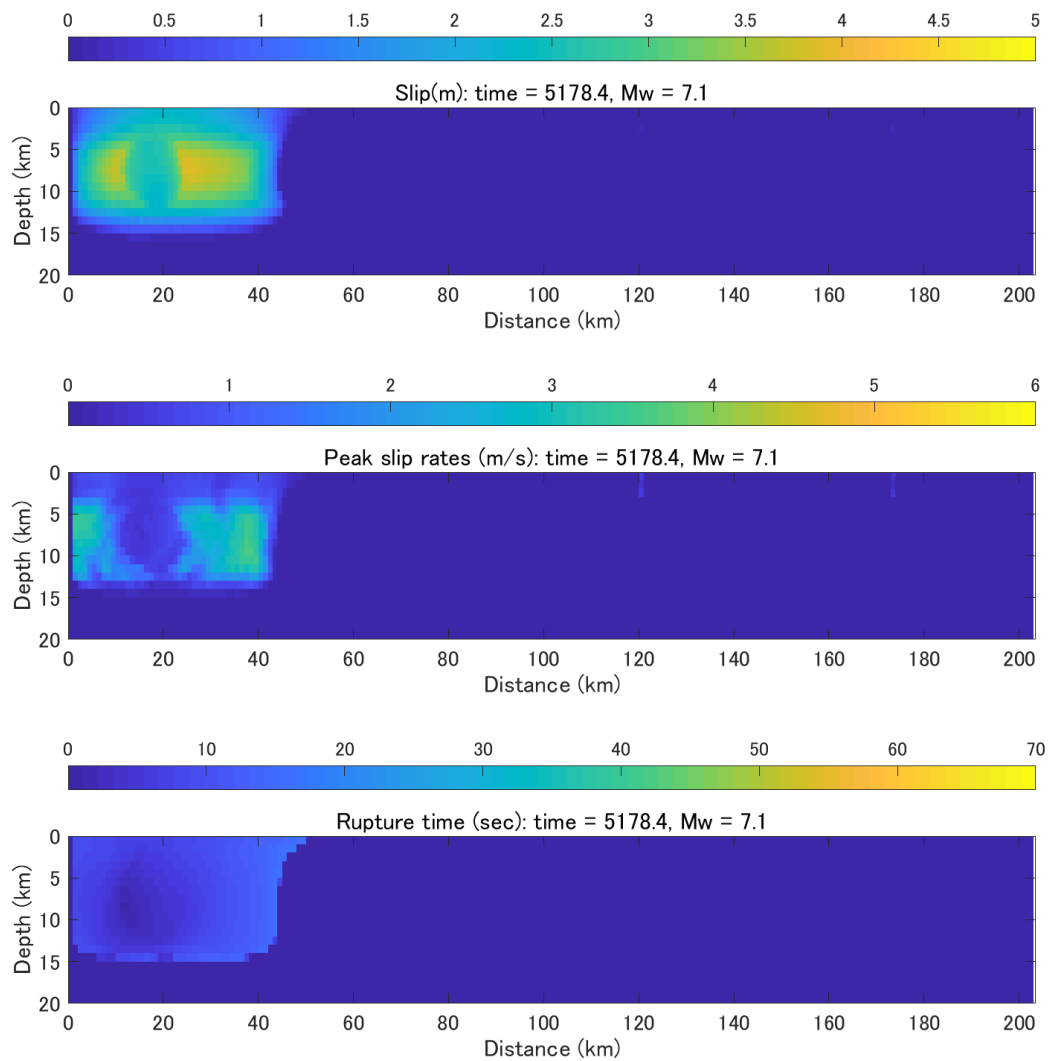 0 0.5 1 1.5 2 2.5 3 3.5 4 4.5 5
Slip(m): time = 5178.4, Mw = 7.1
Depth (km)
0
5
10
15
20
0 20 40 60 80 100 120 140 160 180 200
Distance (km)
0 1 2 3 4 5 6
Peak slip rates (m/s): time = 5178.4, Mw = 7.1
Depth (km)
0
5
10
15
20
0 20 40 60 80 100 120 140 160 180 200
Distance (km)
0 10 20 30 40 50 60 70
Rupture time (sec): time = 5178.4, Mw = 7.1
Depth (km)
0
5
10
15
20
0 20 40 60 80 100 120 140 160 180 200
Distance (km)